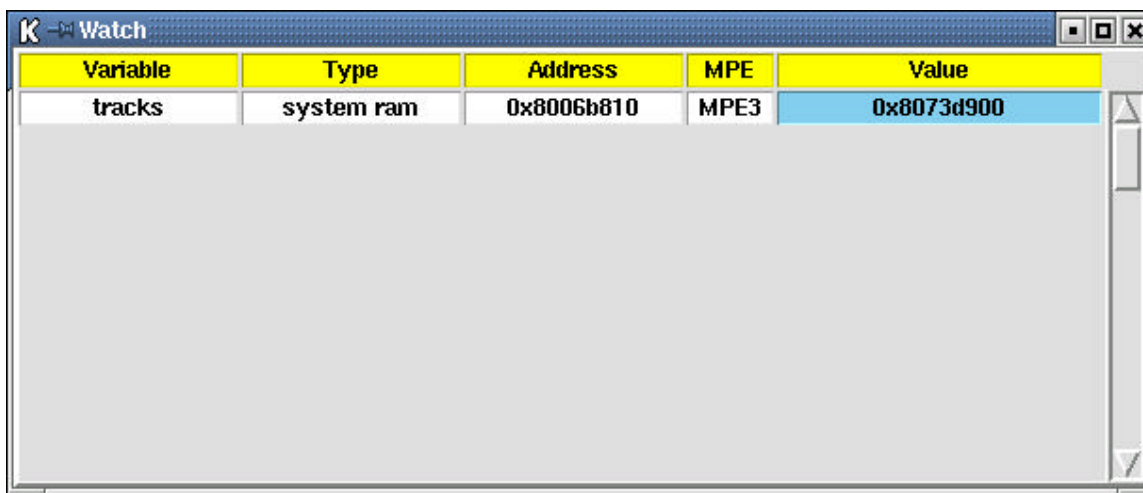 K Watch
Variable Type Address MPE Value
tracks system ram 0x8006b810 MPE3 0x8073d900